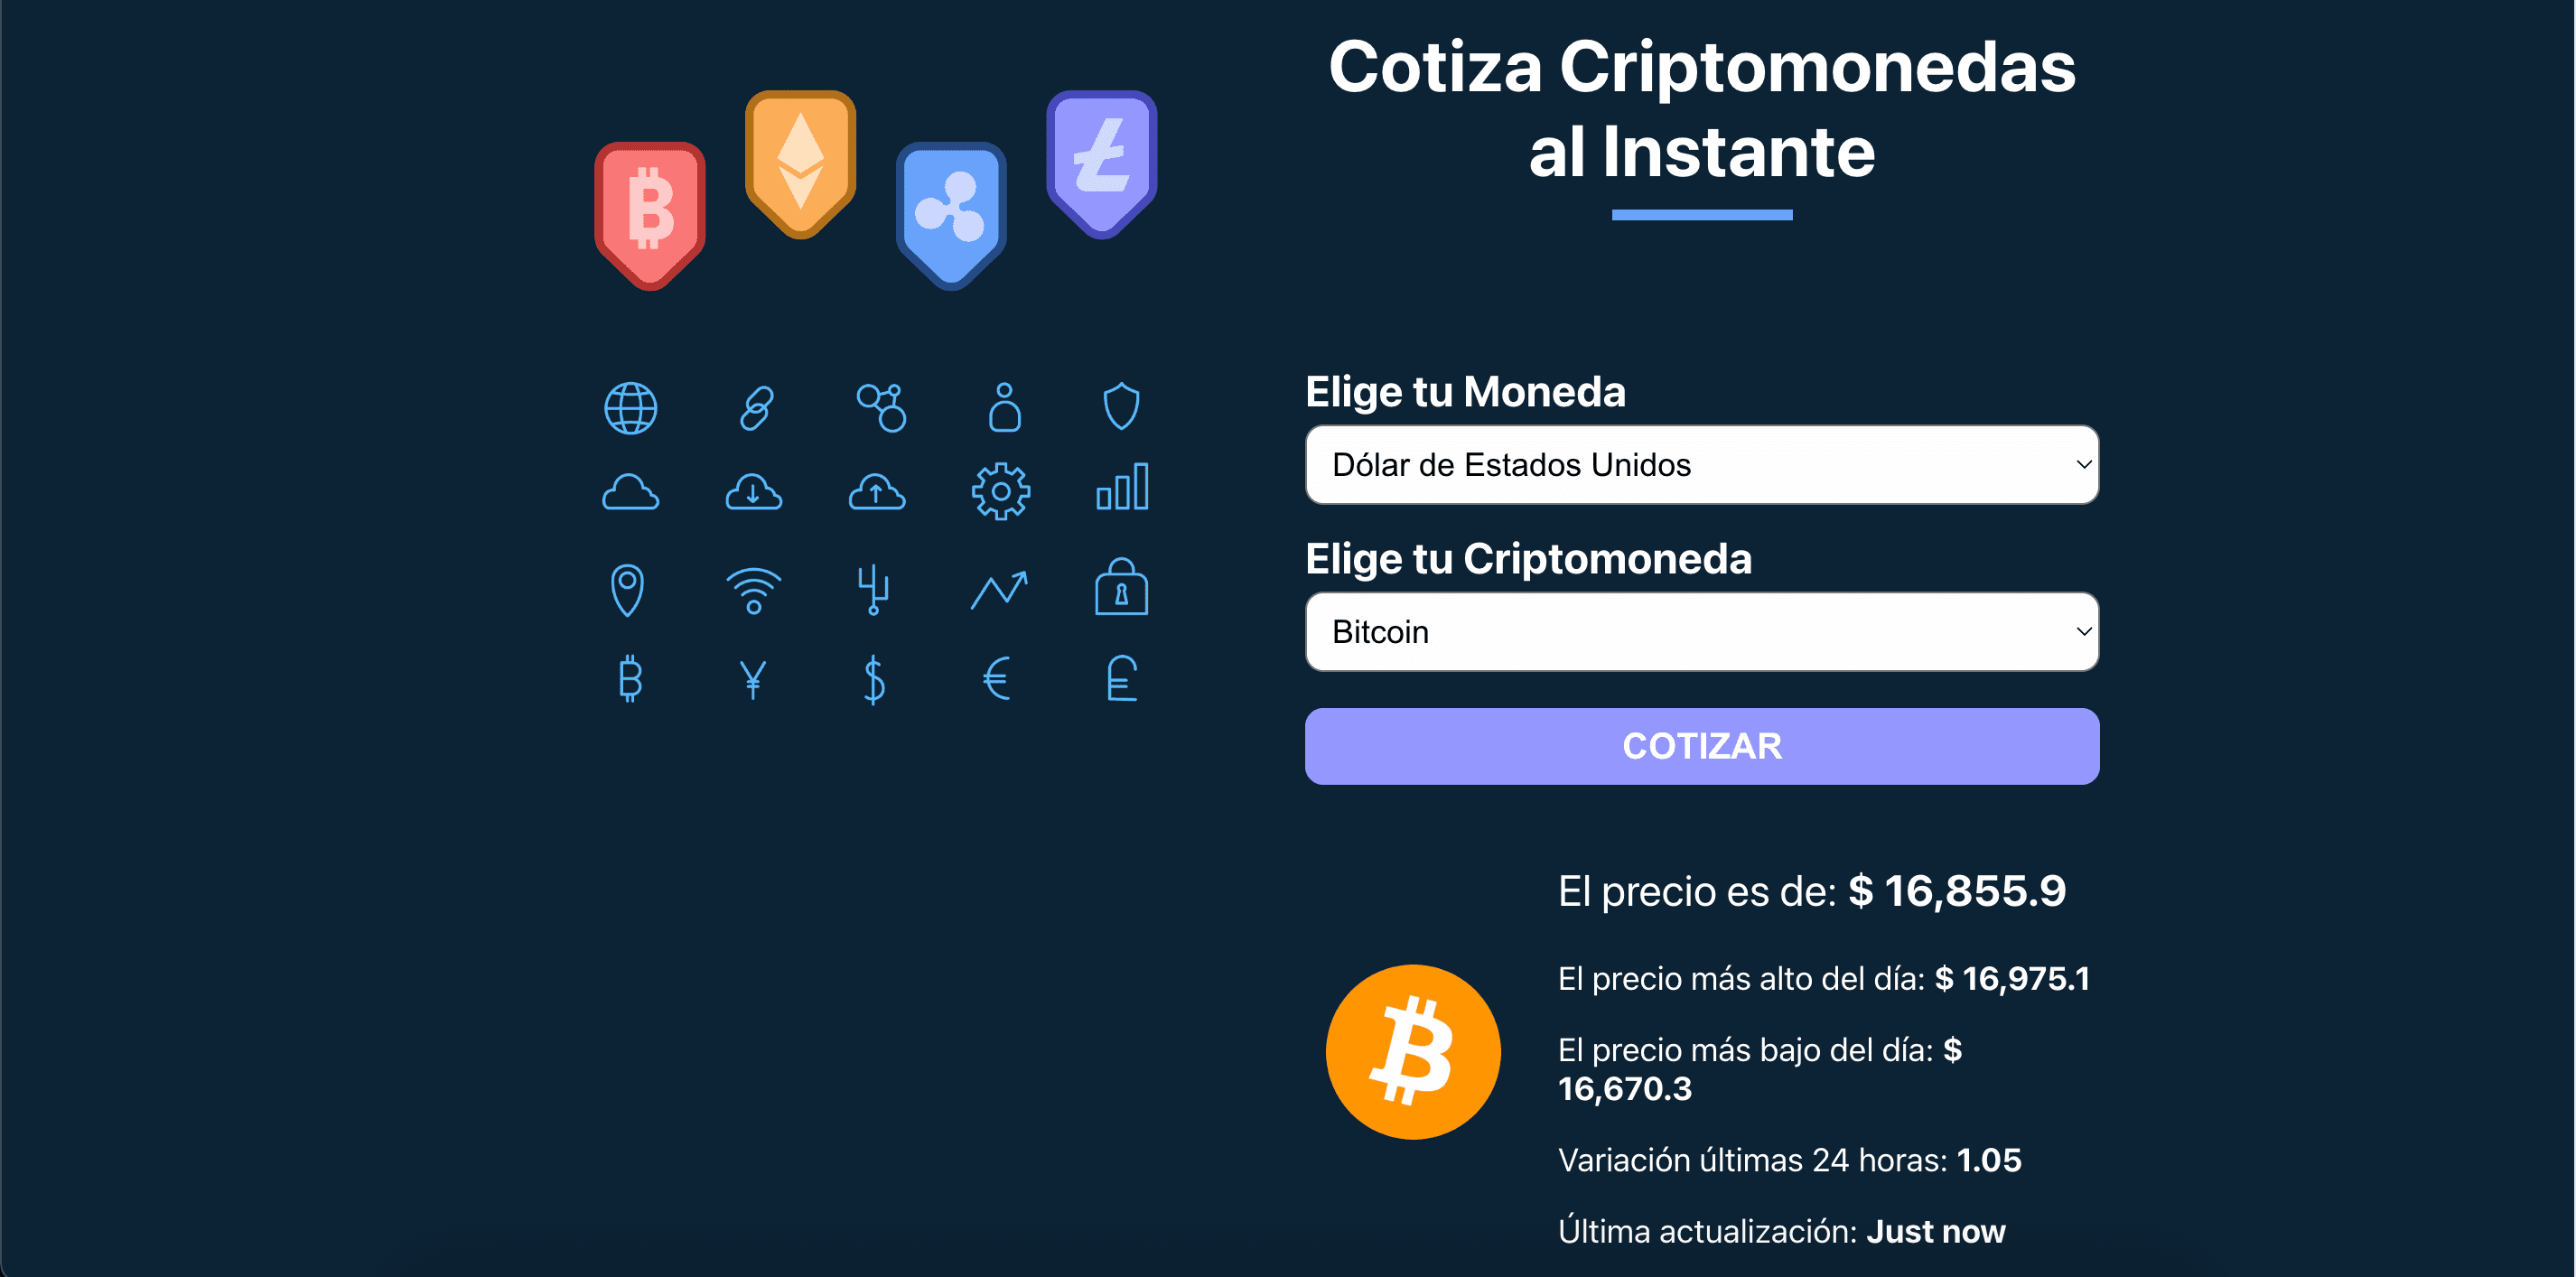 Cotiza Criptomonedas
al Instante
Elige tu Moneda
Dólar de Estados Unidos
Elige tu Criptomoneda
Bitcoin
COTIZAR
El precio es de: $ 16,855.9
El precio más alto del día: $ 16,975.1
El precio más bajo del día: $
16,670.3
Variación últimas 24 horas: 1.05
Última actualización: Just now